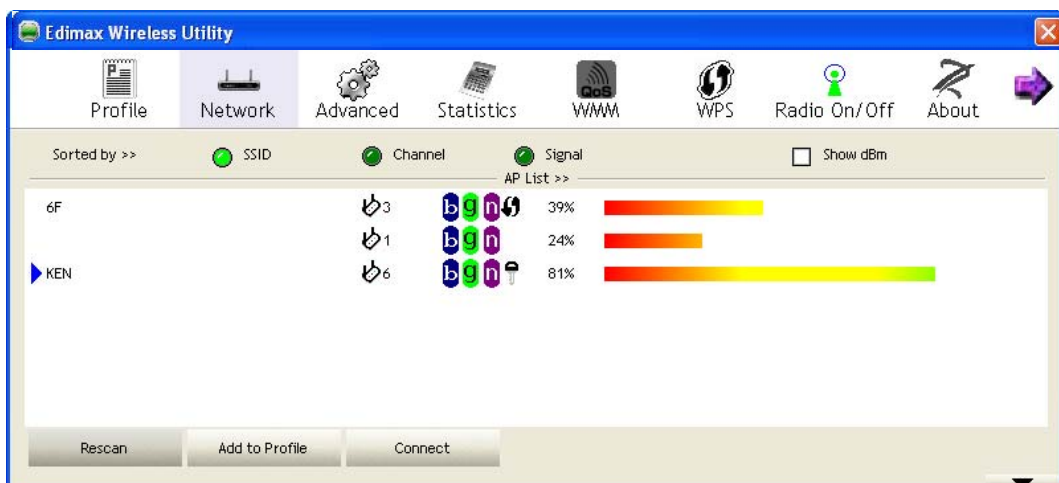 Edimax Wireless Utility
Profile Network Advanced Statistics QoS WMM WPS Radio On/Off About
Sorted by >> SSID Channel Signal Show dBm
AP List >>
6F 3 b g n 39%
1 b g n 24%
KEN 6 b g n 81%
Rescan Add to Profile Connect